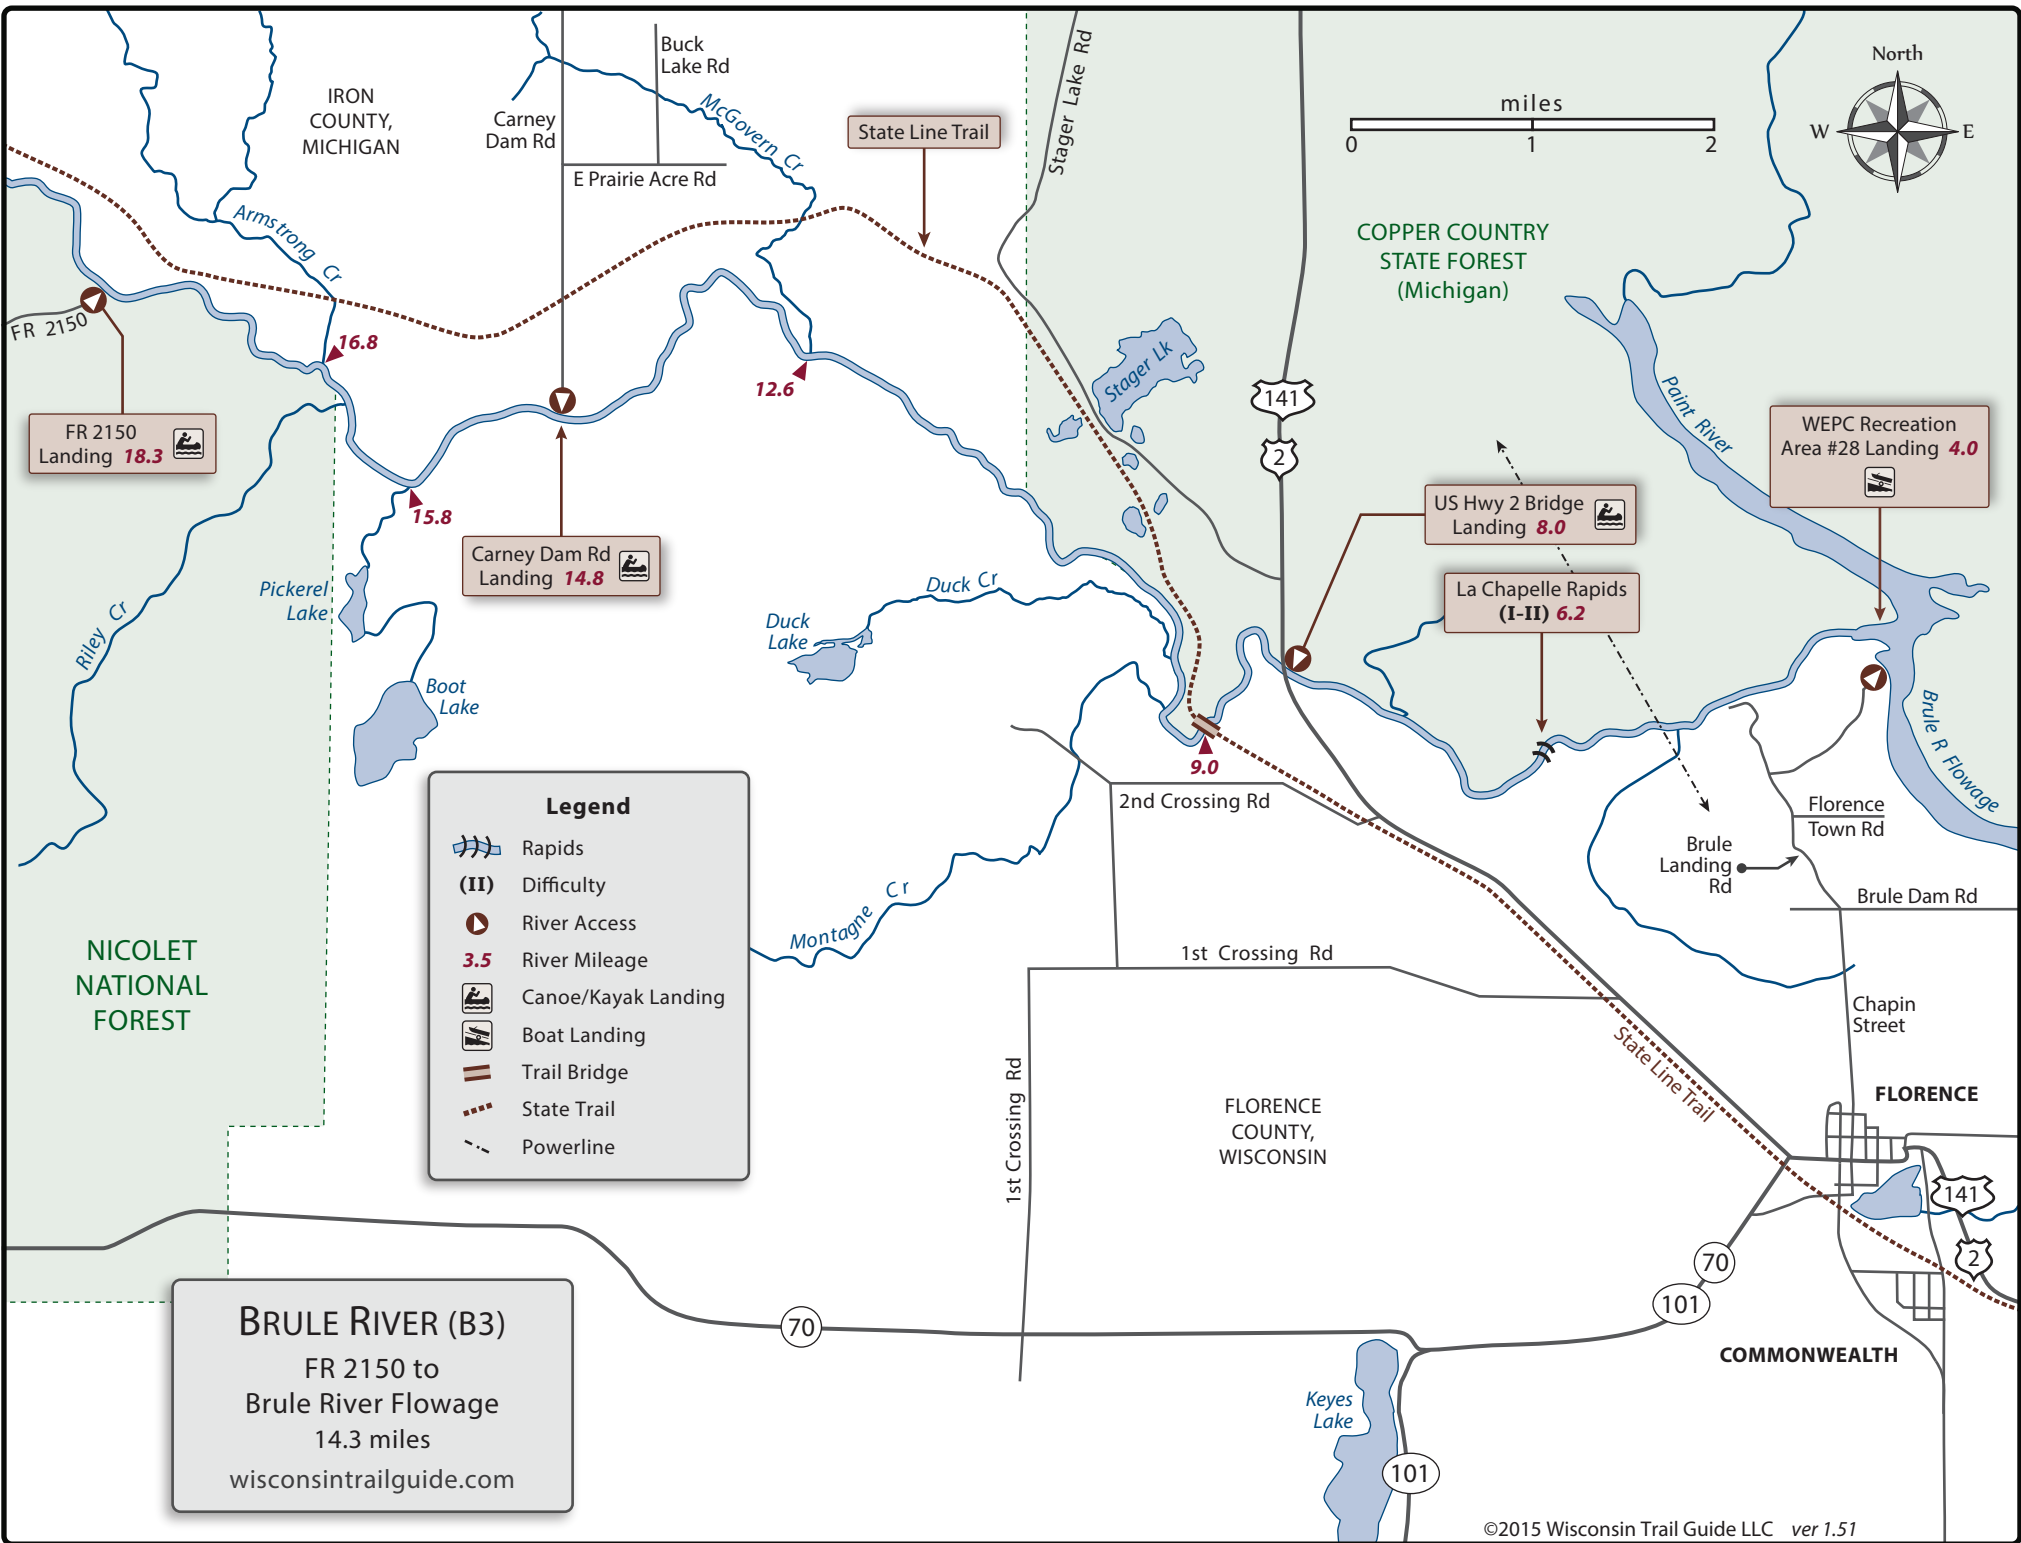 Buck
Lake Rd
IRON
COUNTY,
MICHIGAN
Carney
Dam Rd
McGovern Cr
E Prairie Acre Rd
State Line Trail
Stager Lake Rd
miles
0 1 2
North
W E
COPPER COUNTRY
STATE FOREST
(Michigan)
Armstrong Cr
FR 2150
16.8
FR 2150
Landing 18.3
12.6
15.8
Carney Dam Rd
Landing 14.8
Stager Lk
141
2
Paint River
WEPC Recreation
Area #28 Landing 4.0
US Hwy 2 Bridge
Landing 8.0
La Chapelle Rapids
(I-II) 6.2
Riley Cr
Pickerel
Lake
Boot
Lake
Duck Cr
Duck
Lake
9.0
2nd Crossing Rd
Brule R Flowage
Florence
Town Rd
Brule
Landing
Rd
Brule Dam Rd
Legend
Rapids
(II) Difficulty
River Access
3.5 River Mileage
Canoe/Kayak Landing
Boat Landing
Trail Bridge
State Trail
Powerline
Montagne Cr
1st Crossing Rd
1st Crossing Rd
NICOLET
NATIONAL
FOREST
Chapin
Street
State Line Trail
FLORENCE
FLORENCE
COUNTY,
WISCONSIN
141
2
70
101
70
COMMONWEALTH
BRULE RIVER (B3)
FR 2150 to
Brule River Flowage
14.3 miles
wisconsintrailguide.com
Keyes
Lake
101
©2015 Wisconsin Trail Guide LLC ver 1.51